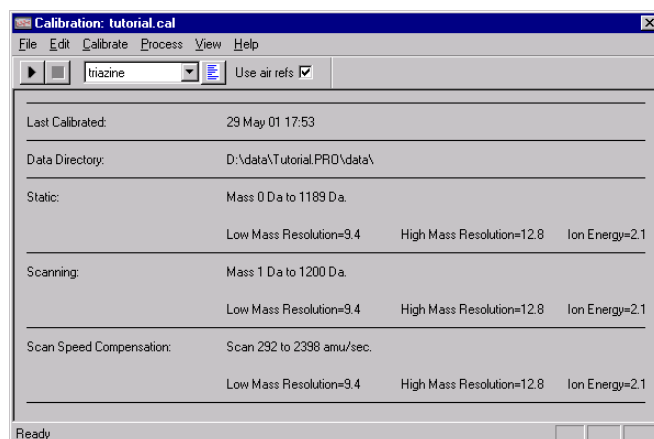 Calibration: tutorial.cal
File Edit Calibrate Process View Help
triazine Use air refs
Last Calibrated: 29 May 01 17:53
Data Directory: D:\data\Tutorial.PRO\data\
Static: Mass 0 Da to 1189 Da.
Low Mass Resolution=9.4 High Mass Resolution=12.8 Ion Energy=2.1
Scanning: Mass 1 Da to 1200 Da.
Low Mass Resolution=9.4 High Mass Resolution=12.8 Ion Energy=2.1
Scan Speed Compensation: Scan 292 to 2398 amu/sec.
Low Mass Resolution=9.4 High Mass Resolution=12.8 Ion Energy=2.1
Ready